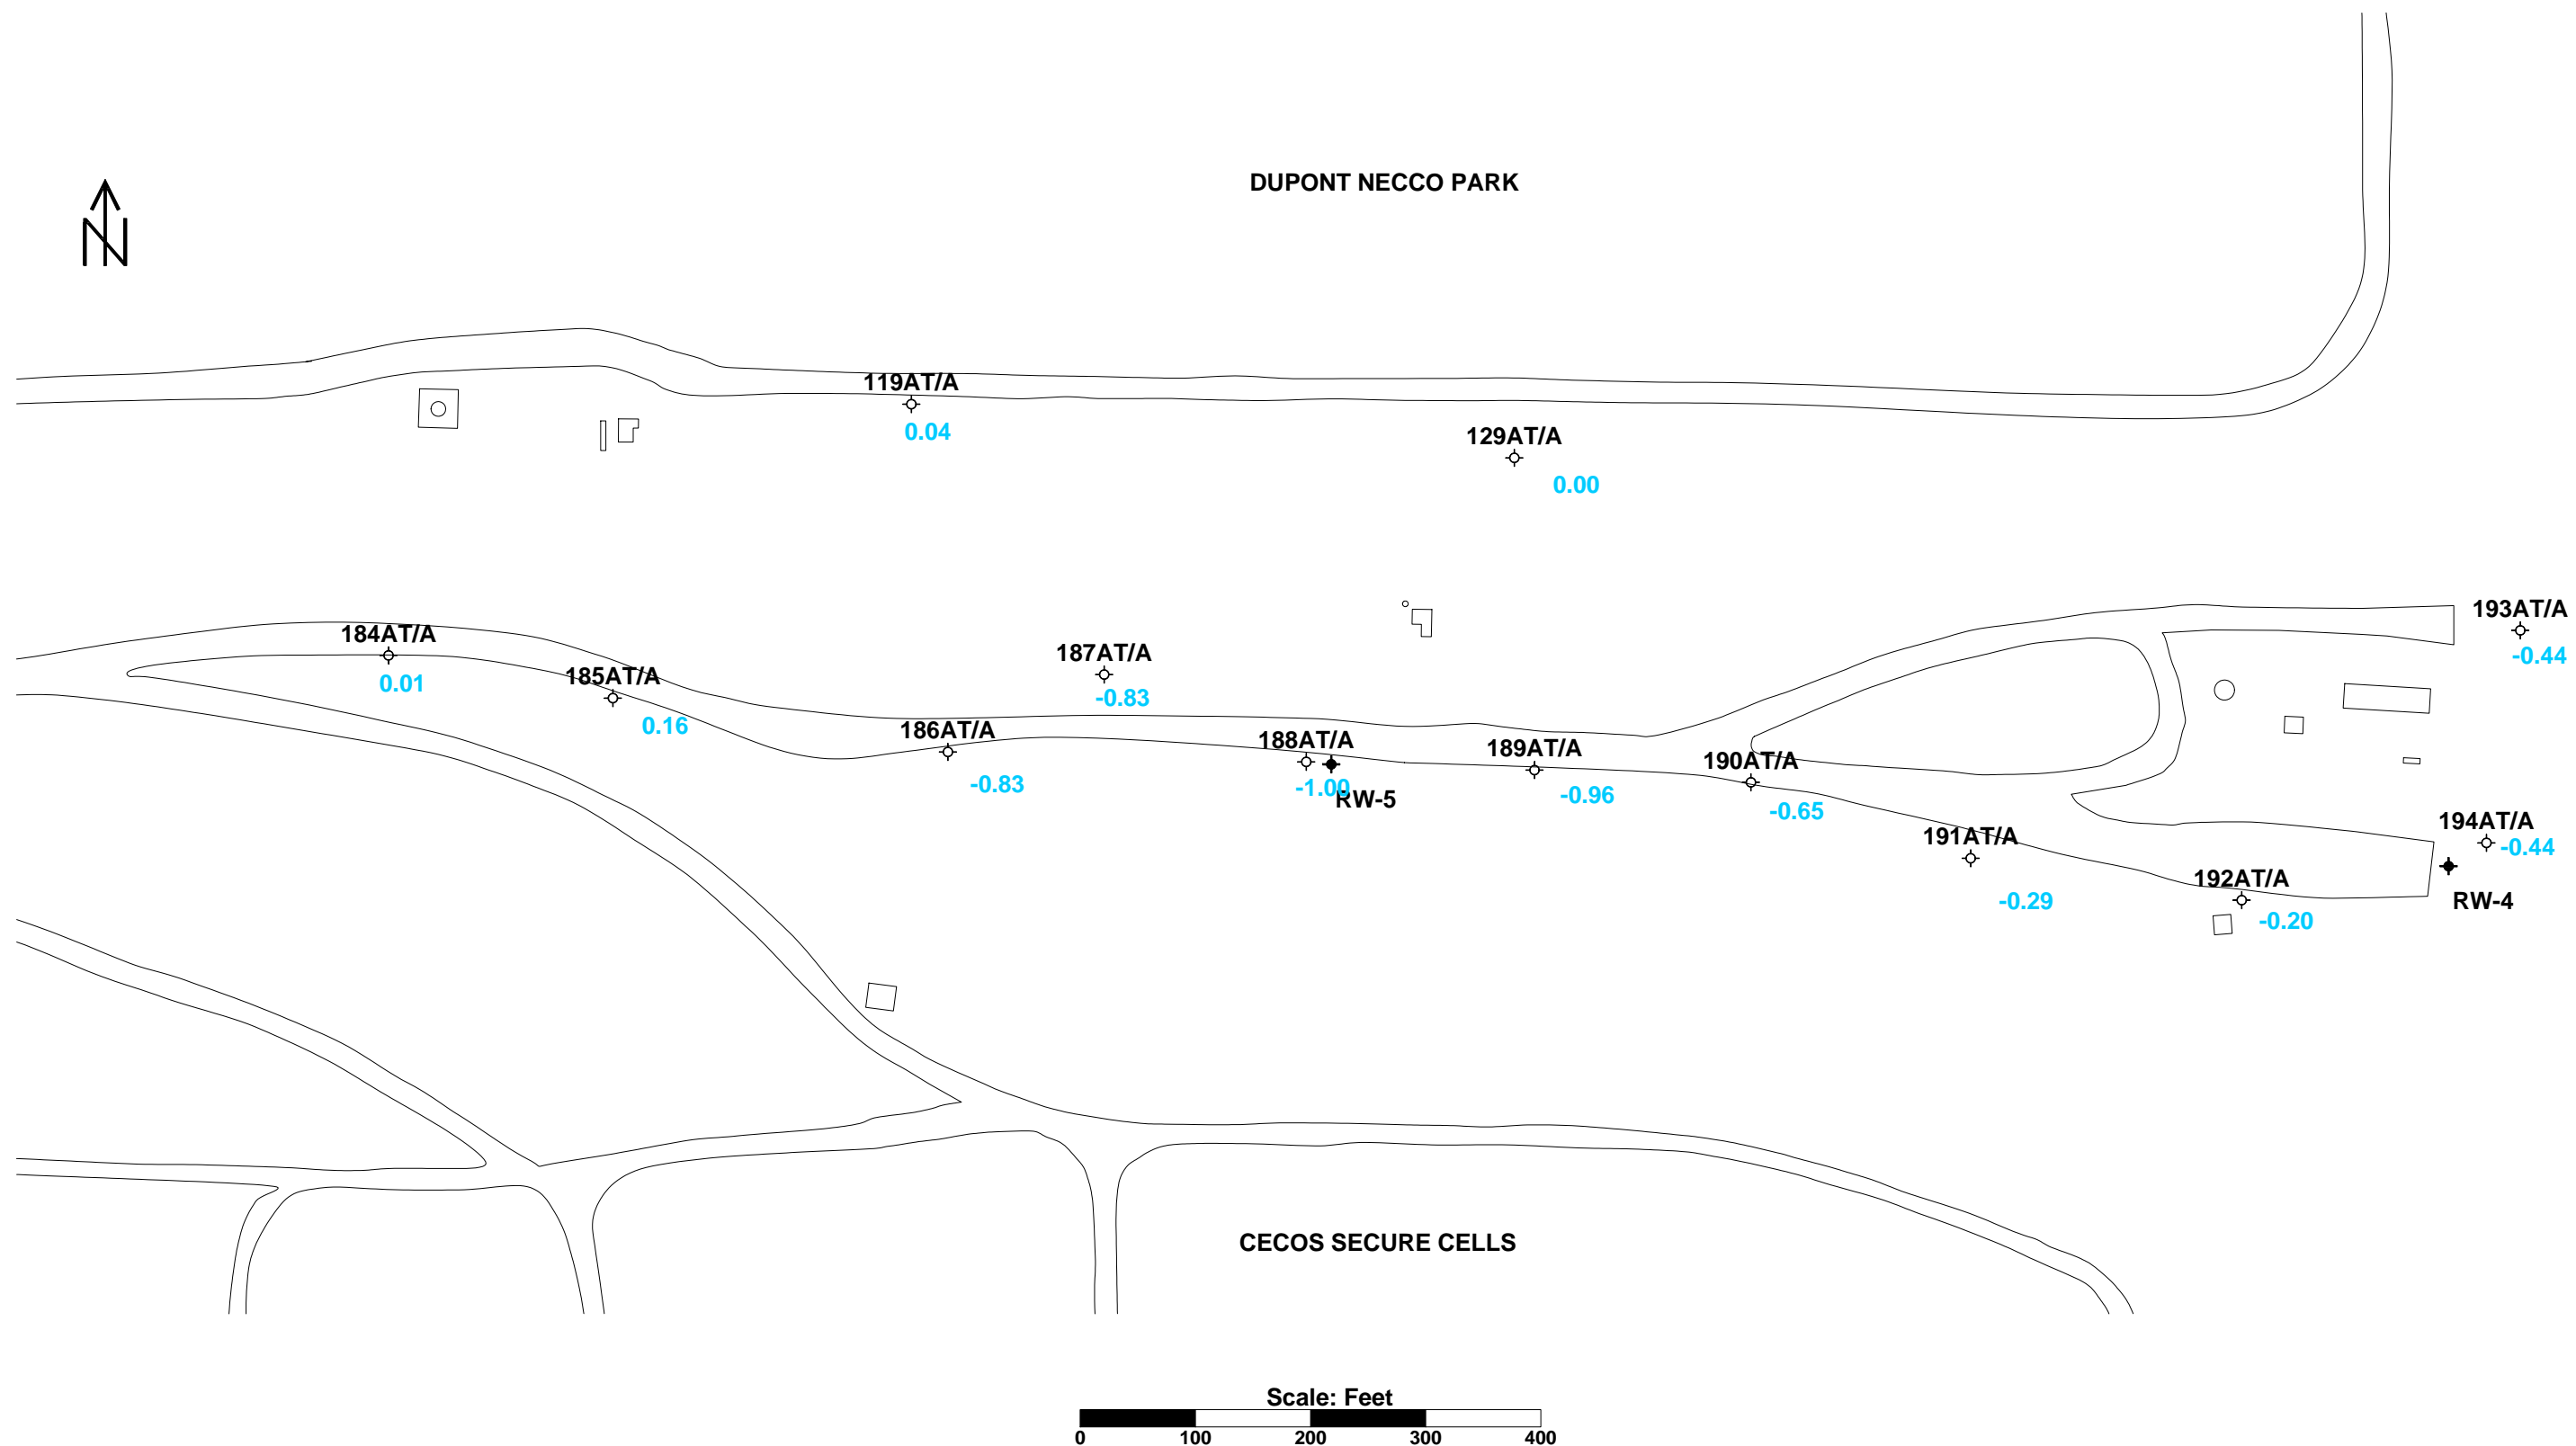 DUPONT NECCO PARK
N
119AT/A
0.04
129AT/A
0.00
193AT/A
-0.44
184AT/A
0.01
187AT/A
-0.83
185AT/A
0.16
186AT/A
-0.83
188AT/A
-1.00
RW-5
189AT/A
-0.96
190AT/A
-0.65
191AT/A
-0.29
194AT/A
-0.44
192AT/A
-0.20
RW-4
CECOS SECURE CELLS
Scale: Feet
0 100 200 300 400